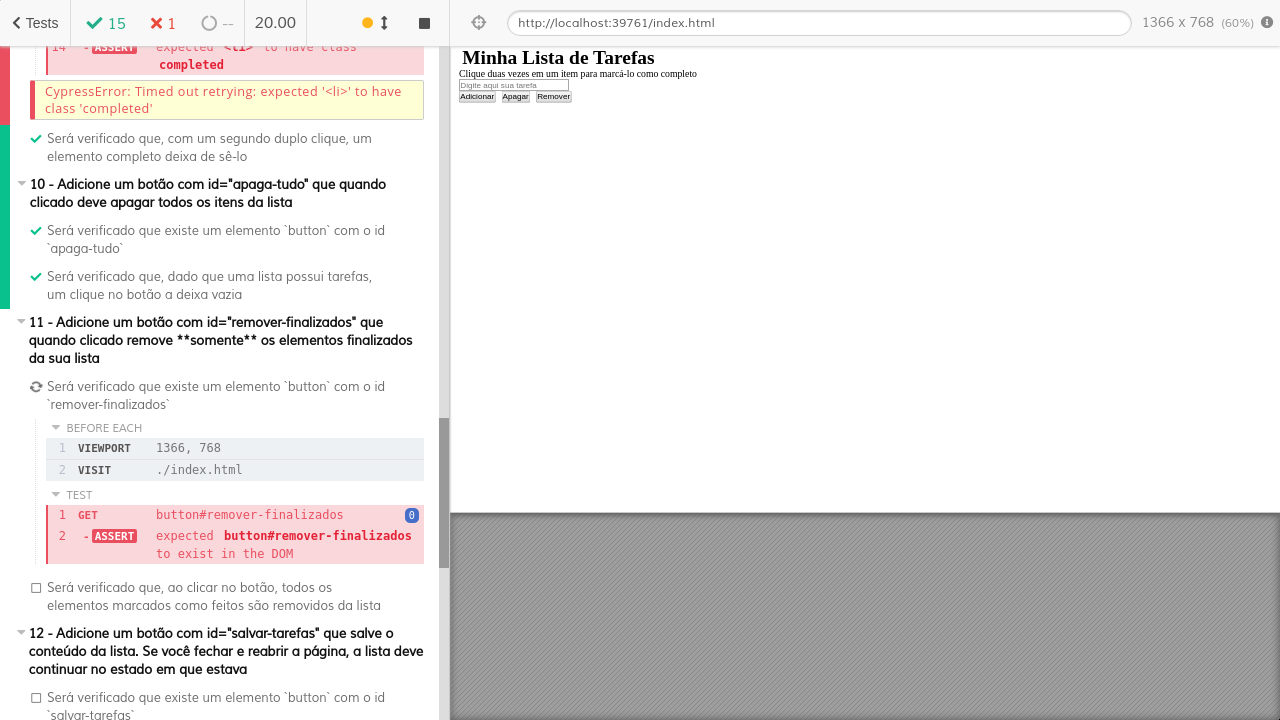 Tests
15
1
--
20.00
http://localhost:39761/index.html
1366 x 768 (60%)
14 - ASSERT expected <li> to have class
completed
CypressError: Timed out retrying: expected '<li>' to have
class 'completed'
Será verificado que, com um segundo duplo clique, um
elemento completo deixa de sê-lo
10 - Adicione um botão com id="apaga-tudo" que quando
clicado deve apagar todos os itens da lista
Será verificado que existe um elemento `button` com o id
`apaga-tudo`
Será verificado que, dado que uma lista possui tarefas,
um clique no botão a deixa vazia
11 - Adicione um botão com id="remover-finalizados" que
quando clicado remove **somente** os elementos finalizados
da sua lista
Será verificado que existe um elemento `button` com o id
`remover-finalizados`
BEFORE EACH
1 VIEWPORT 1366, 768
2 VISIT ./index.html
TEST
1 GET button#remover-finalizados 0
2 - ASSERT expected button#remover-finalizados
to exist in the DOM
Será verificado que, ao clicar no botão, todos os
elementos marcados como feitos são removidos da lista
12 - Adicione um botão com id="salvar-tarefas" que salve o
conteúdo da lista. Se você fechar e reabrir a página, a lista deve
continuar no estado em que estava
Será verificado que existe um elemento `button` com o id
`salvar-tarefas`
Minha Lista de Tarefas
Clique duas vezes em um item para marcá-lo como completo
Digite aqui sua tarefa
Adicionar Apagar Remover